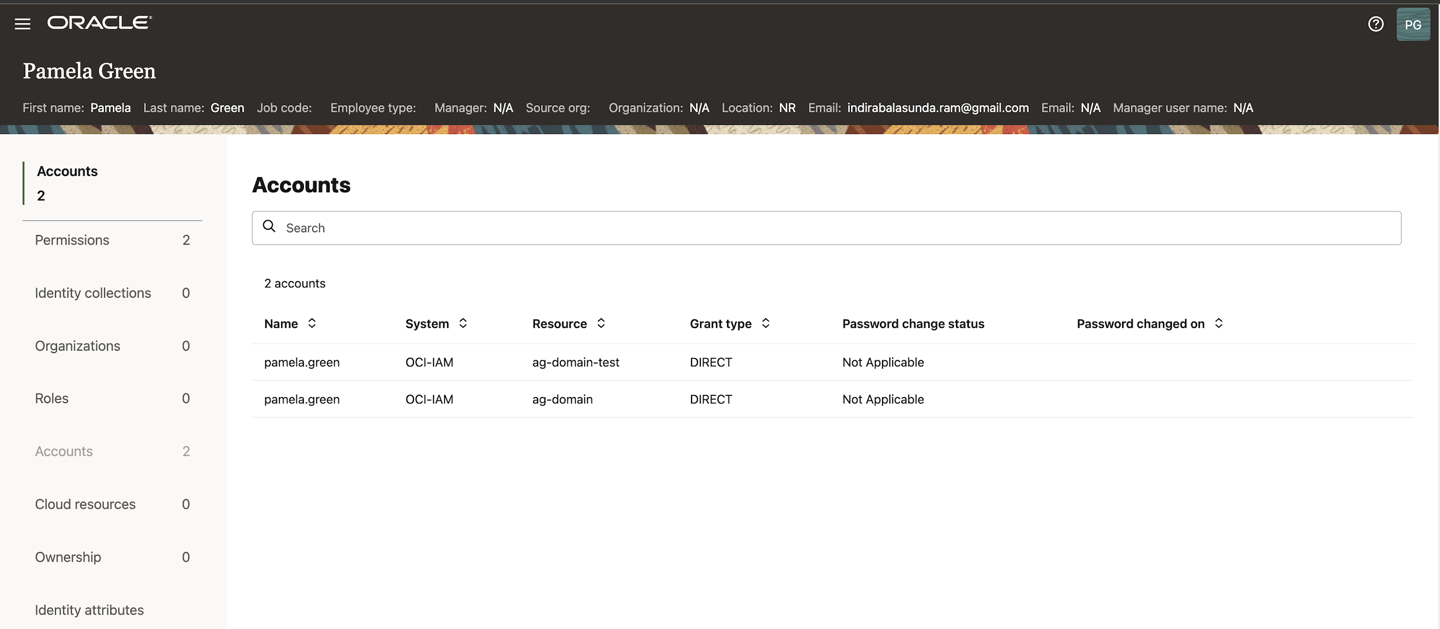 ORACLE
PG
Pamela Green
First name: Pamela Last name: Green Job code: Employee type: Manager: N/A Source org: Organization: N/A Location: NR Email: indirabalasunda.ram@gmail.com Email: N/A Manager user name: N/A
Accounts
2
Permissions 2
Identity collections 0
Organizations 0
Roles 0
Accounts 2
Cloud resources 0
Ownership 0
Identity attributes
Accounts
Search
2 accounts
Name System Resource Grant type Password change status Password changed on
pamela.green OCI-IAM ag-domain-test DIRECT Not Applicable
pamela.green OCI-IAM ag-domain DIRECT Not Applicable